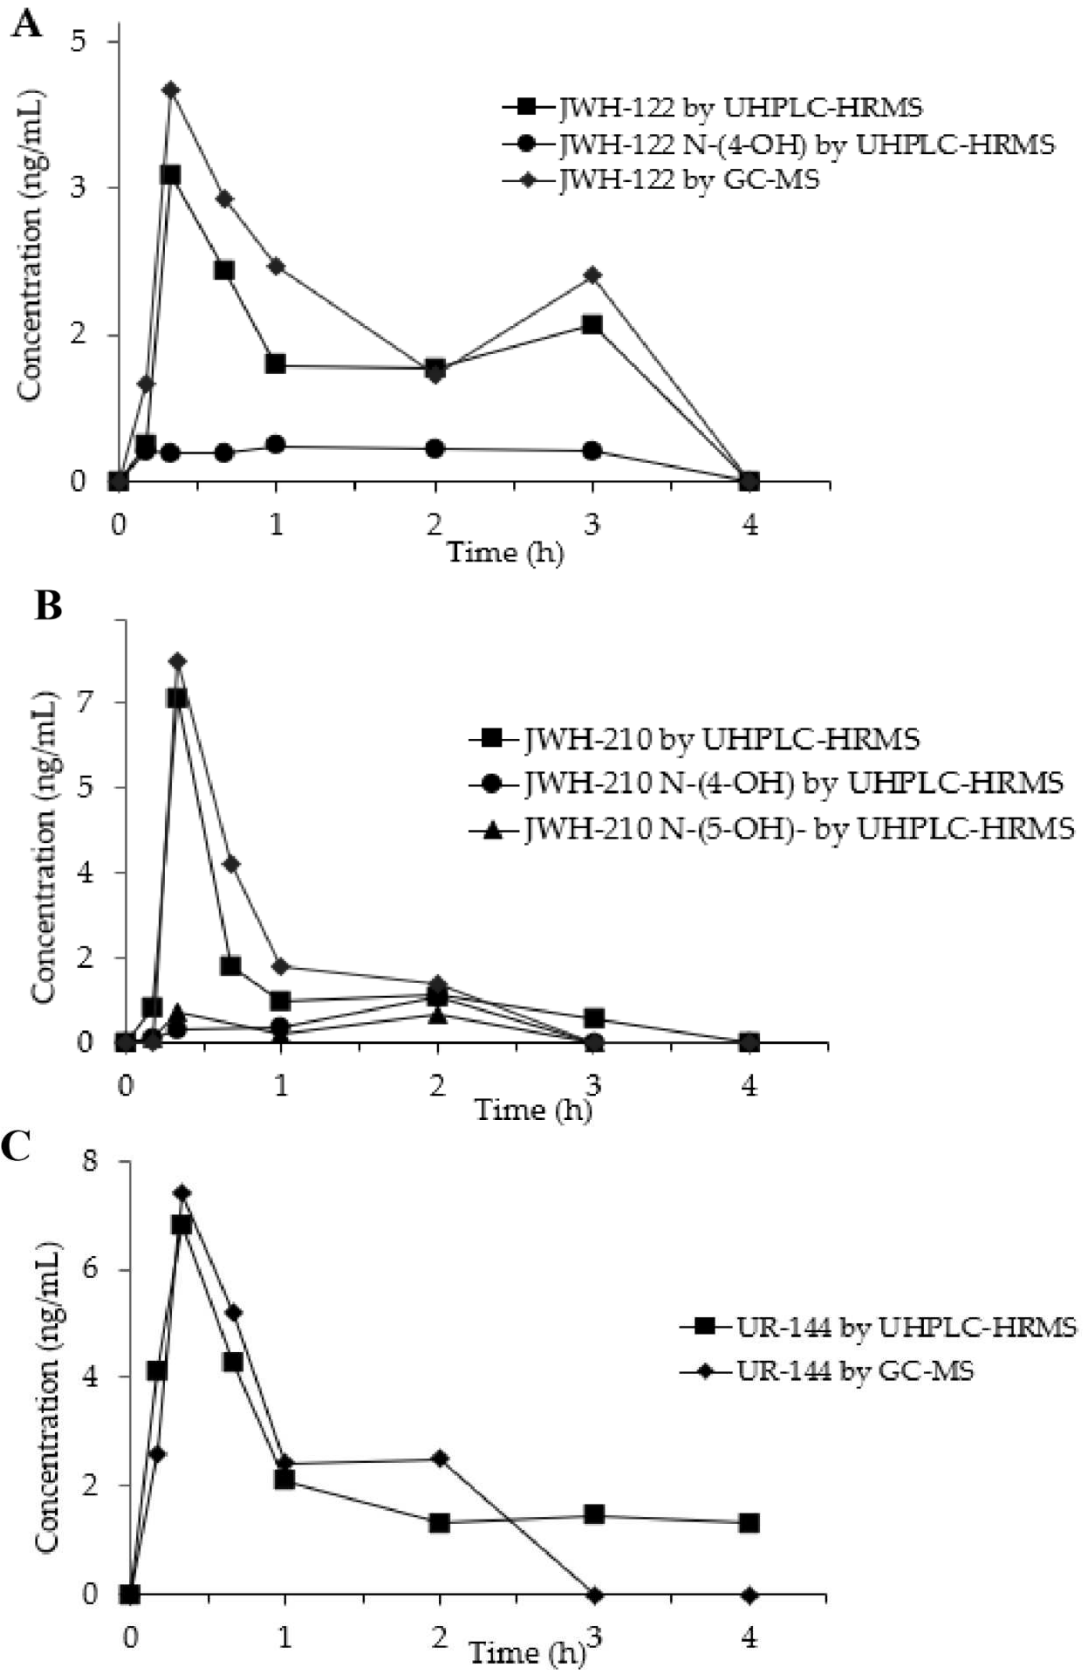 A
Concentration (ng/mL)
5
3
2
0
JWH-122 by UHPLC-HRMS
JWH-122 N-(4-OH) by UHPLC-HRMS
JWH-122 by GC-MS
0 1 2 3 4
Time (h)
B
Concentration (ng/mL)
7
5
4
2
0
JWH-210 by UHPLC-HRMS
JWH-210 N-(4-OH) by UHPLC-HRMS
JWH-210 N-(5-OH)- by UHPLC-HRMS
0 1 2 3 4
Time (h)
C
Concentration (ng/mL)
8
6
4
2
0
UR-144 by UHPLC-HRMS
UR-144 by GC-MS
0 1 2 3 4
Time (h)